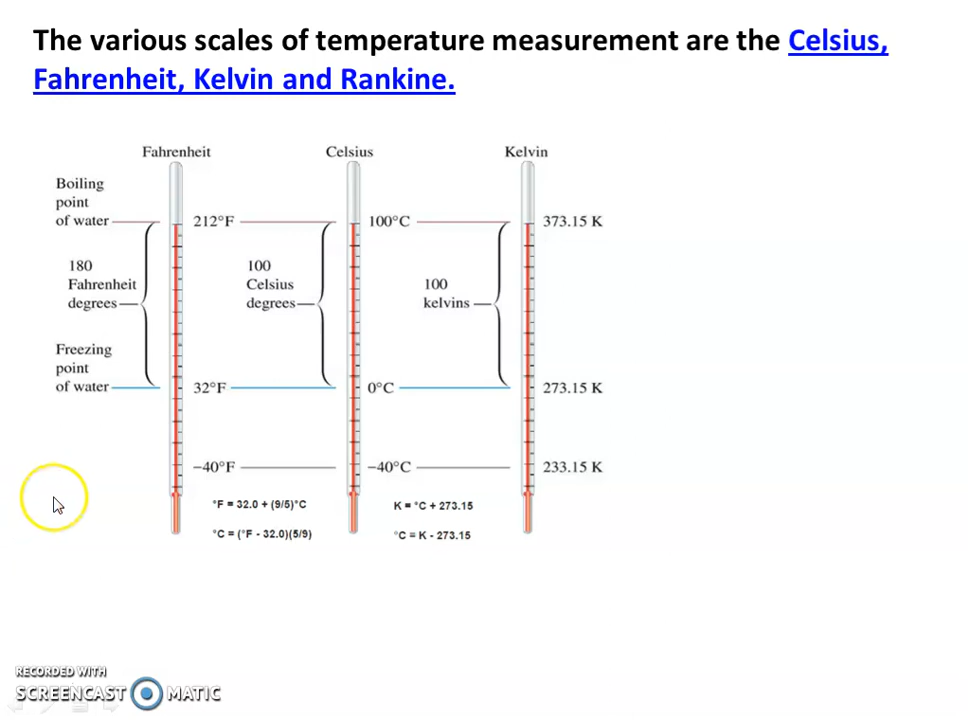 The various scales of temperature measurement are the Celsius,
Fahrenheit, Kelvin and Rankine.
Fahrenheit
Celsius
Kelvin
Boiling
point
of water
212°F
100°C
373.15 K
180
Fahrenheit
degrees
100
Celsius
degrees
100
kelvins
Freezing
point
of water
32°F
0°C
273.15 K
−40°F
−40°C
233.15 K
°F = 32.0 + (9/5)°C
K = °C + 273.15
°C = (°F - 32.0)(5/9)
°C = K - 273.15
RECORDED WITH
SCREENCAST MATIC